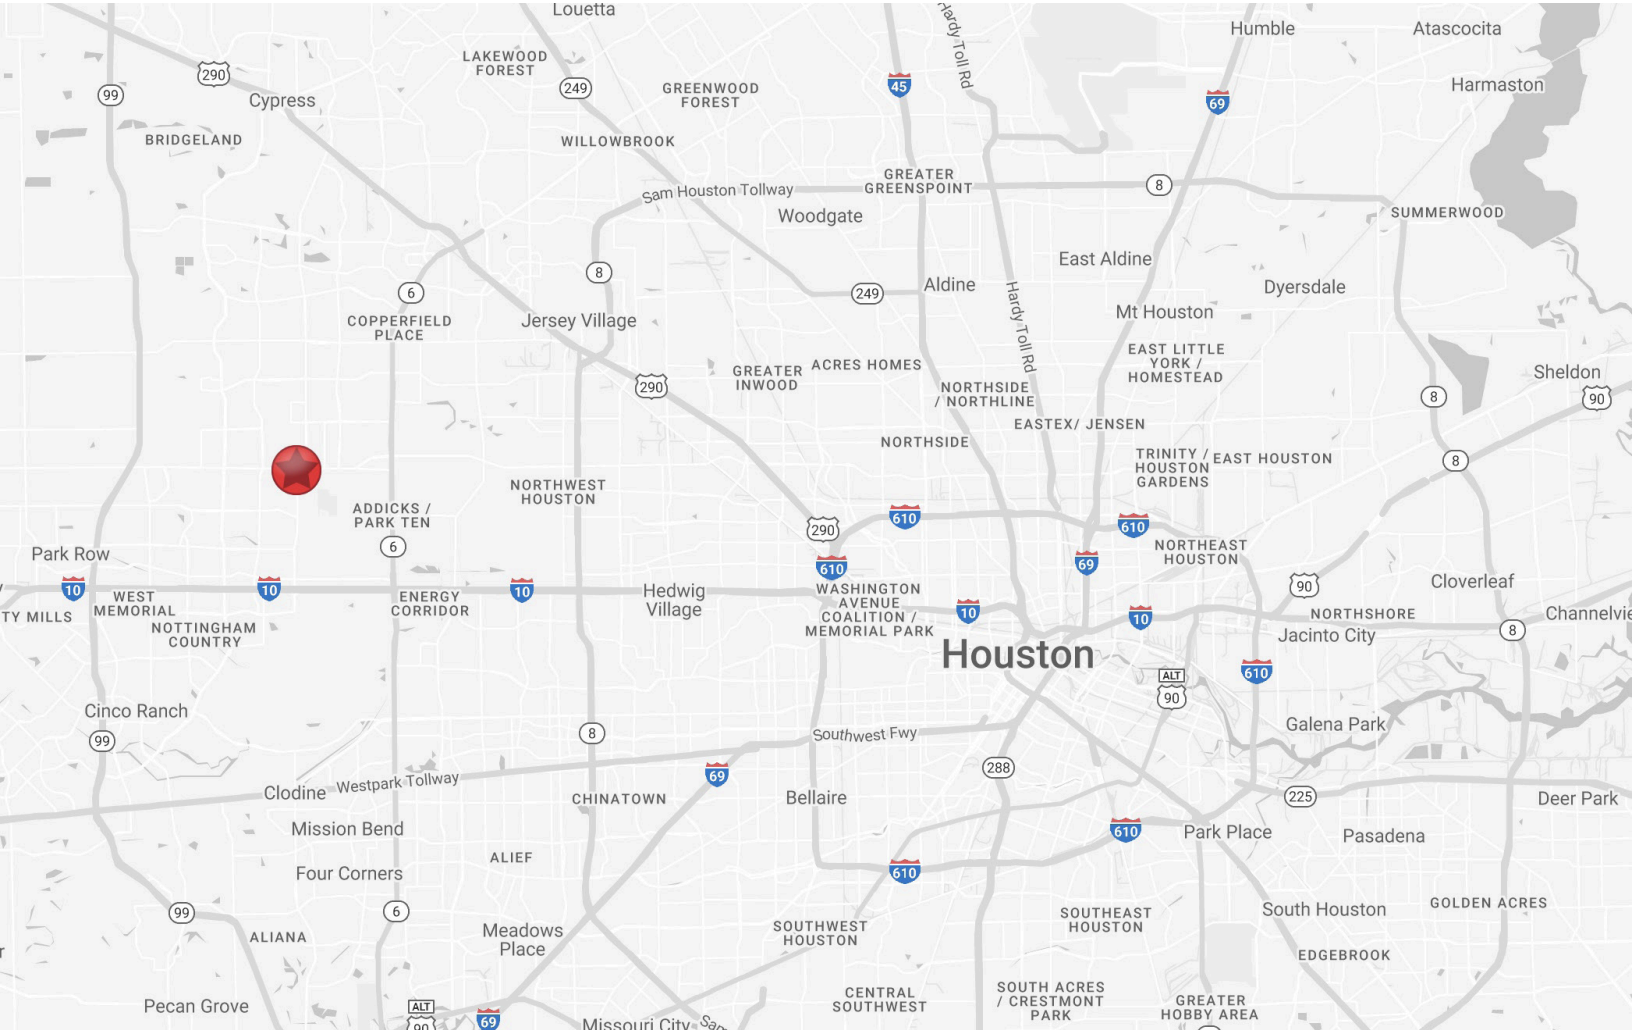 Louetta
Humble
Atascocita
Hardy Toll Rd
LAKEWOOD
FOREST
290
99
249
45
69
Harmaston
GREENWOOD
FOREST
Cypress
BRIDGELAND
WILLOWBROOK
GREATER
GREENSPOINT
Sam Houston Tollway
8
Woodgate
SUMMERWOOD
East Aldine
8
6
249
Aldine
Dyersdale
Hardy Toll Rd
COPPERFIELD
PLACE
Jersey Village
Mt Houston
EAST LITTLE
YORK /
HOMESTEAD
ACRES HOMES
GREATER
INWOOD
290
NORTHSIDE
/ NORTHLINE
Sheldon
8
90
EASTEX/ JENSEN
NORTHSIDE
TRINITY /
HOUSTON
GARDENS
EAST HOUSTON
8
NORTHWEST
HOUSTON
ADDICKS /
PARK TEN
6
290
610
610
Park Row
610
69
NORTHEAST
HOUSTON
90
Cloverleaf
10
10
10
Hedwig
Village
WEST
MEMORIAL
ENERGY
CORRIDOR
WASHINGTON
AVENUE
COALITION /
MEMORIAL PARK
10
10
NORTHSHORE
Channelvie
TY MILLS
NOTTINGHAM
COUNTRY
Jacinto City
8
Houston
610
ALT
90
Cinco Ranch
99
8
Southwest Fwy
Galena Park
Westpark Tollway
69
288
Clodine
CHINATOWN
Bellaire
225
Deer Park
Mission Bend
610
Park Place
Pasadena
ALIEF
Four Corners
610
99
6
GOLDEN ACRES
South Houston
SOUTHEAST
HOUSTON
ALIANA
Meadows
Place
SOUTHWEST
HOUSTON
EDGEBROOK
Pecan Grove
ALT
90
69
CENTRAL
SOUTHWEST
SOUTH ACRES
/ CRESTMONT
PARK
GREATER
HOBBY AREA
Missouri City
Sam